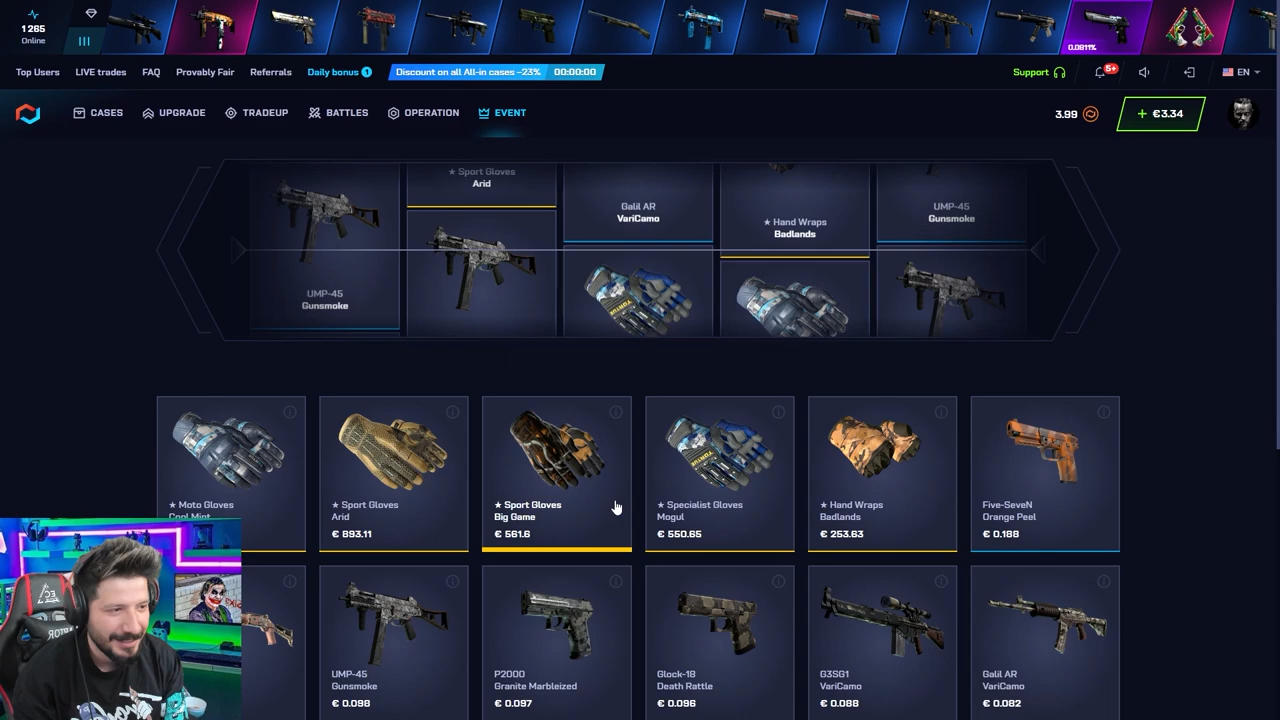 1 265
Online
0.0811%
Top Users
LIVE trades
FAQ
Provably Fair
Referrals
Daily bonus 1
Discount on all All-in cases –23% 00:00:00
Support
5+
EN
CASES
UPGRADE
TRADEUP
BATTLES
OPERATION
EVENT
3.99
+ €3.34
★ Sport Gloves
Arid
Galil AR
VariCamo
★ Hand Wraps
Badlands
UMP-45
Gunsmoke
UMP-45
Gunsmoke
★ Moto Gloves
Cool Mint
★ Sport Gloves
Arid
€ 893.11
★ Sport Gloves
Big Game
€ 561.6
★ Specialist Gloves
Mogul
€ 550.65
★ Hand Wraps
Badlands
€ 253.63
Five-SeveN
Orange Peel
€ 0.188
UMP-45
Gunsmoke
€ 0.098
P2000
Granite Marbleized
€ 0.097
Glock-18
Death Rattle
€ 0.096
G3SG1
VariCamo
€ 0.088
Galil AR
VariCamo
€ 0.082